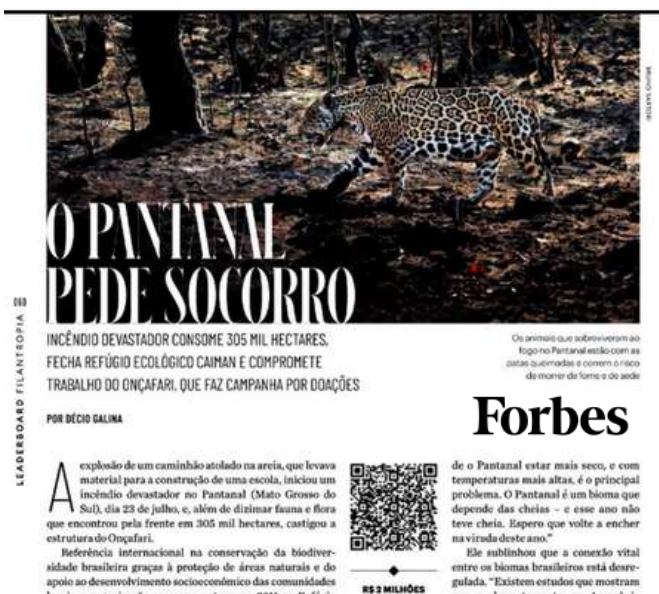 BRUNO SARTORI
O PANTANAL
PEDE SOCORRO
060
LEADERBOARD FILANTROPIA
INCÊNDIO DEVASTADOR CONSOME 305 MIL HECTARES,
FECHA REFÚGIO ECOLÓGICO CAIMAN E COMPROMETE
TRABALHO DO ONÇAFARI, QUE FAZ CAMPANHA POR DOAÇÕES
Os animais que sobreviveram ao
fogo no Pantanal estão com as
patas queimadas e correm o risco
de morrer de fome e de sede
POR DÉCIO GALINA
Forbes
A explosão de um caminhão atolado na areia, que levava
material para a construção de uma escola, iniciou um
incêndio devastador no Pantanal (Mato Grosso do
Sul), dia 23 de julho, e, além de dizimar fauna e flora
que encontrou pela frente em 305 mil hectares, castigou a
estrutura do Onçafari.
Referência internacional na conservação da biodiver-
sidade brasileira graças à proteção de áreas naturais e do
apoio ao desenvolvimento socioeconômico das comunidades
R$ 2 MILHÕES
de o Pantanal estar mais seco, e com
temperaturas mais altas, é o principal
problema. O Pantanal é um bioma que
depende das cheias – e esse ano não
teve cheia. Espero que volte a encher
na virada deste ano."
Ele sublinhou que a conexão vital
entre os biomas brasileiros está desre-
gulada. "Existem estudos que mostram